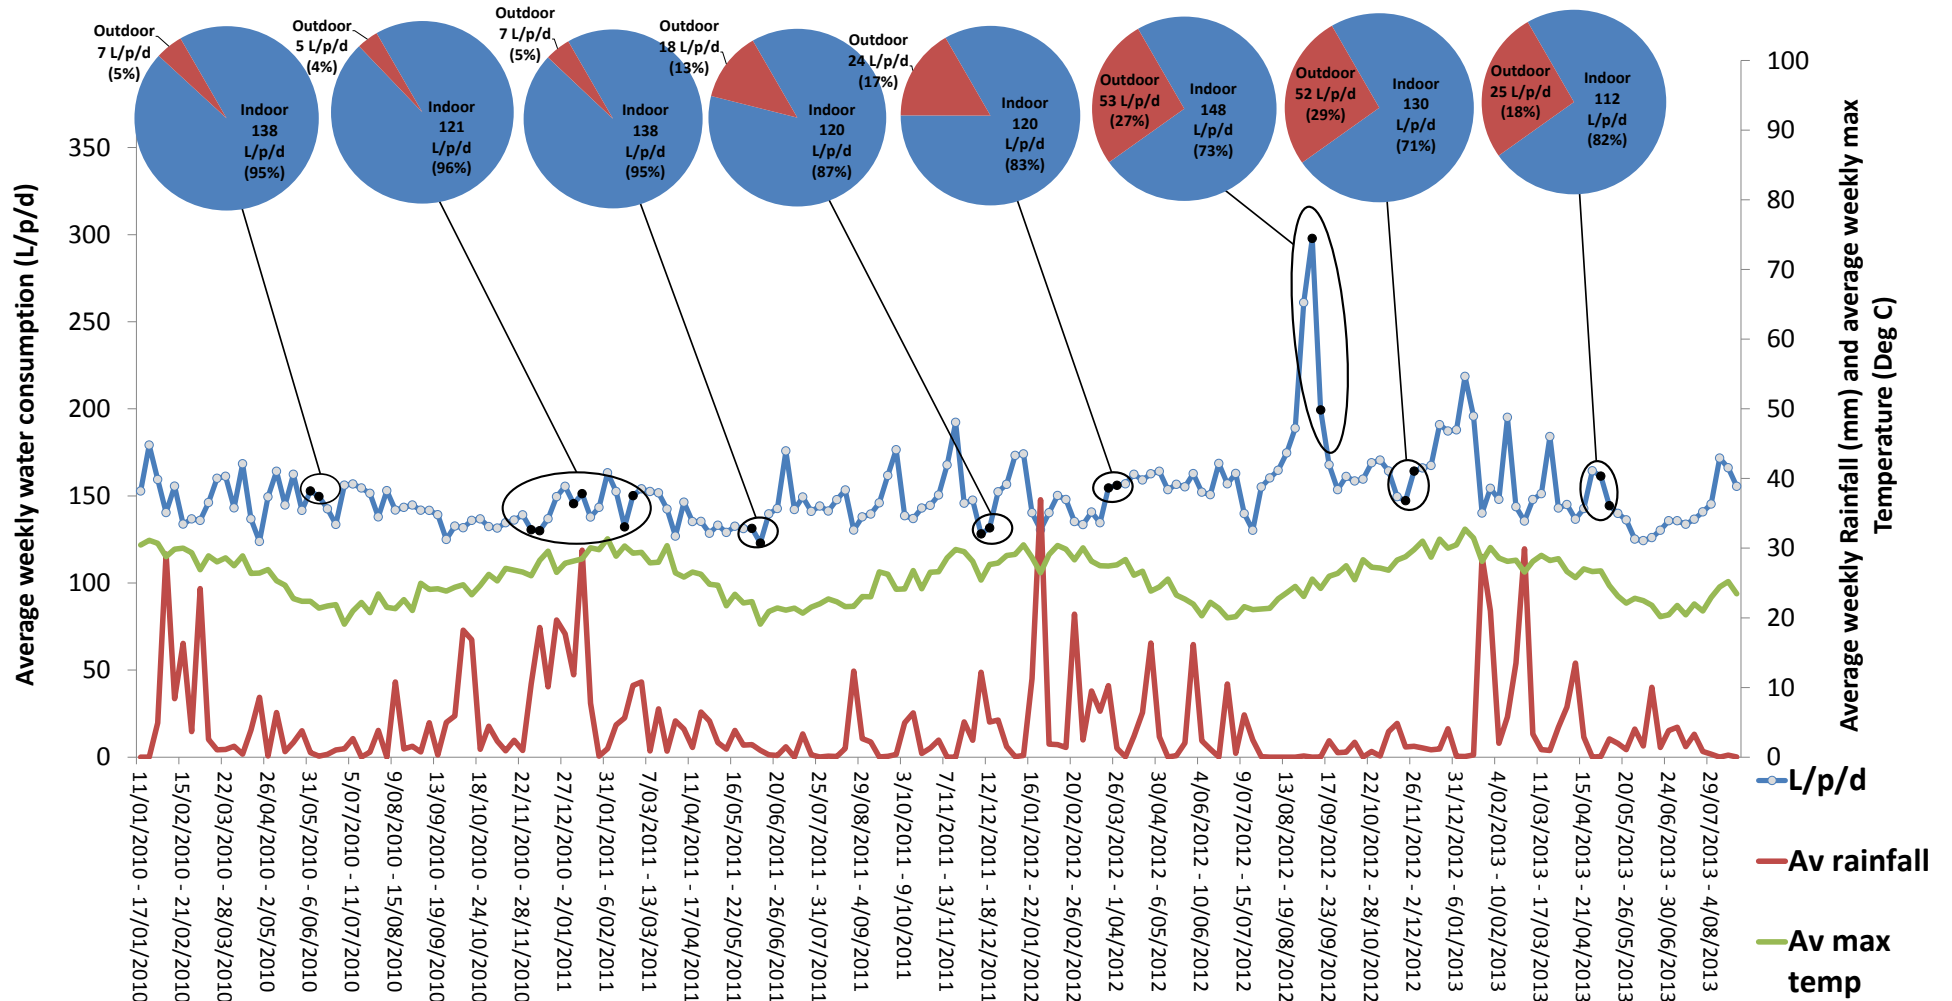 Outdoor
7 L/p/d
(5%)
Indoor
138
L/p/d
(95%)
Outdoor
5 L/p/d
(4%)
Indoor
121
L/p/d
(96%)
Outdoor
7 L/p/d
(5%)
Indoor
138
L/p/d
(95%)
Outdoor
18 L/p/d
(13%)
Indoor
120
L/p/d
(87%)
Outdoor
24 L/p/d
(17%)
Indoor
120
L/p/d
(83%)
Outdoor
53 L/p/d
(27%)
Indoor
148
L/p/d
(73%)
Outdoor
52 L/p/d
(29%)
Indoor
130
L/p/d
(71%)
Outdoor
25 L/p/d
(18%)
Indoor
112
L/p/d
(82%)
Average weekly water consumption (L/p/d)
350
300
250
200
150
100
50
0
100
90
80
70
60
50
40
30
20
10
0
Average weekly Rainfall (mm) and average weekly max
Temperature (Deg C)
11/01/2010 - 17/01/2010
15/02/2010 - 21/02/2010
22/03/2010 - 28/03/2010
26/04/2010 - 2/05/2010
31/05/2010 - 6/06/2010
5/07/2010 - 11/07/2010
9/08/2010 - 15/08/2010
13/09/2010 - 19/09/2010
18/10/2010 - 24/10/2010
22/11/2010 - 28/11/2010
27/12/2010 - 2/01/2011
31/01/2011 - 6/02/2011
7/03/2011 - 13/03/2011
11/04/2011 - 17/04/2011
16/05/2011 - 22/05/2011
20/06/2011 - 26/06/2011
25/07/2011 - 31/07/2011
29/08/2011 - 4/09/2011
3/10/2011 - 9/10/2011
7/11/2011 - 13/11/2011
12/12/2011 - 18/12/2011
16/01/2012 - 22/01/2012
20/02/2012 - 26/02/2012
26/03/2012 - 1/04/2012
30/04/2012 - 6/05/2012
4/06/2012 - 10/06/2012
9/07/2012 - 15/07/2012
13/08/2012 - 19/08/2012
17/09/2012 - 23/09/2012
22/10/2012 - 28/10/2012
26/11/2012 - 2/12/2012
31/12/2012 - 6/01/2013
4/02/2013 - 10/02/2013
11/03/2013 - 17/03/2013
15/04/2013 - 21/04/2013
20/05/2013 - 26/05/2013
24/06/2013 - 30/06/2013
29/07/2013 - 4/08/2013
L/p/d
Av rainfall
Av max
temp